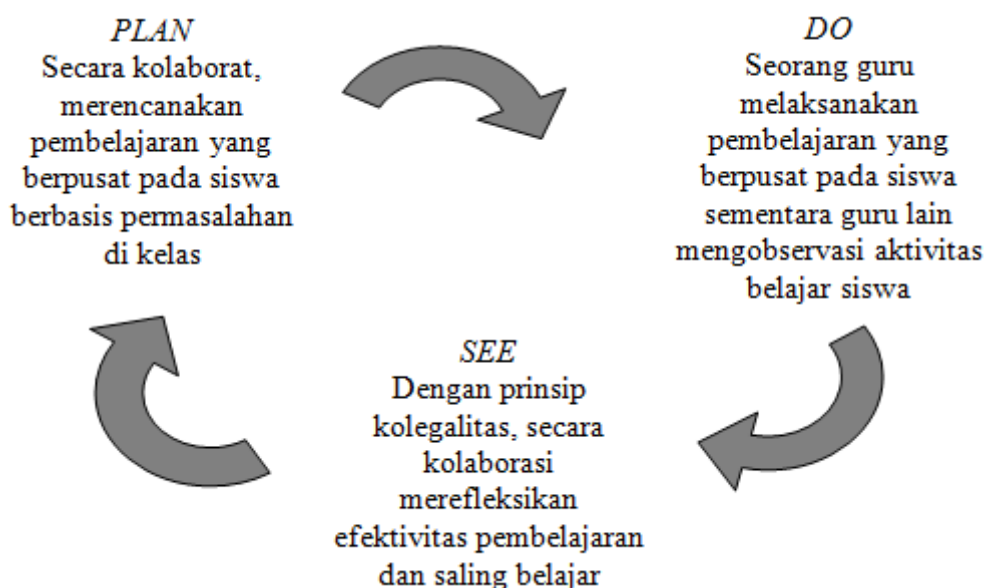 PLAN
Secara kolaborat,
merencanakan
pembelajaran yang
berpusat pada siswa
berbasis permasalahan
di kelas
DO
Seorang guru
melaksanakan
pembelajaran yang
berpusat pada siswa
sementara guru lain
mengobservasi aktivitas
belajar siswa
SEE
Dengan prinsip
kolegalitas, secara
kolaborasi
merefleksikan
efektivitas pembelajaran
dan saling belajar